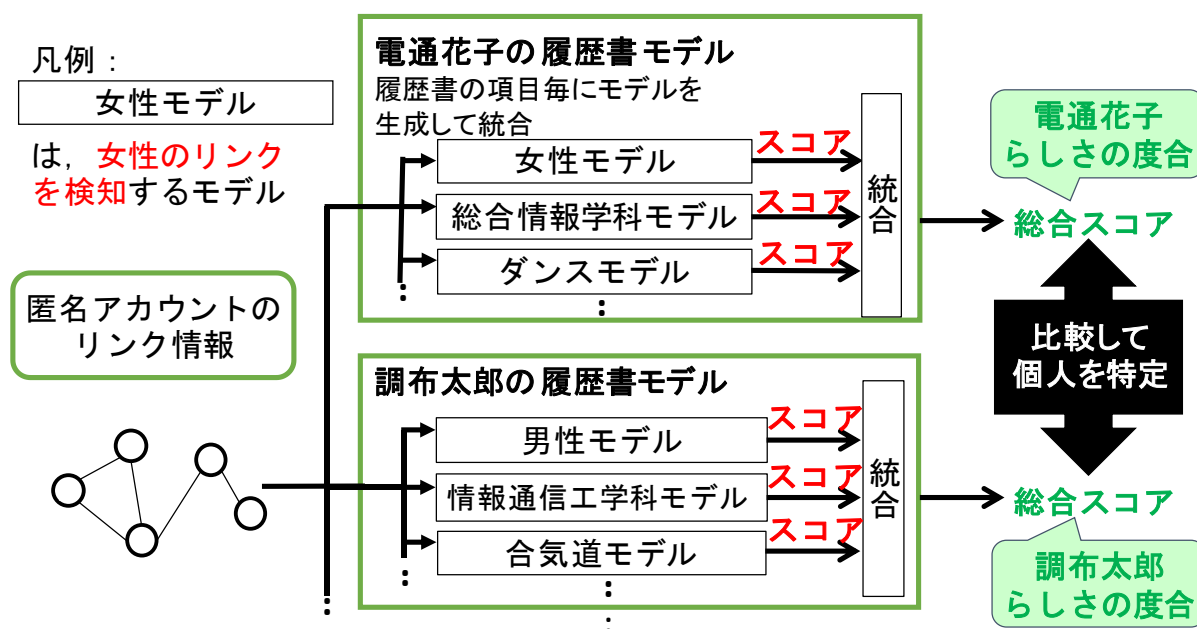 凡例：
女性モデル
は，女性のリンク
を検知するモデル
匿名アカウントの
リンク情報
電通花子の履歴書モデル
履歴書の項目毎にモデルを
生成して統合
女性モデル
スコア
総合情報学科モデル
スコア
ダンスモデル
スコア
統合
調布太郎の履歴書モデル
男性モデル
スコア
情報通信工学科モデル
スコア
合気道モデル
スコア
統合
電通花子
らしさの度合
総合スコア
比較して
個人を特定
総合スコア
調布太郎
らしさの度合